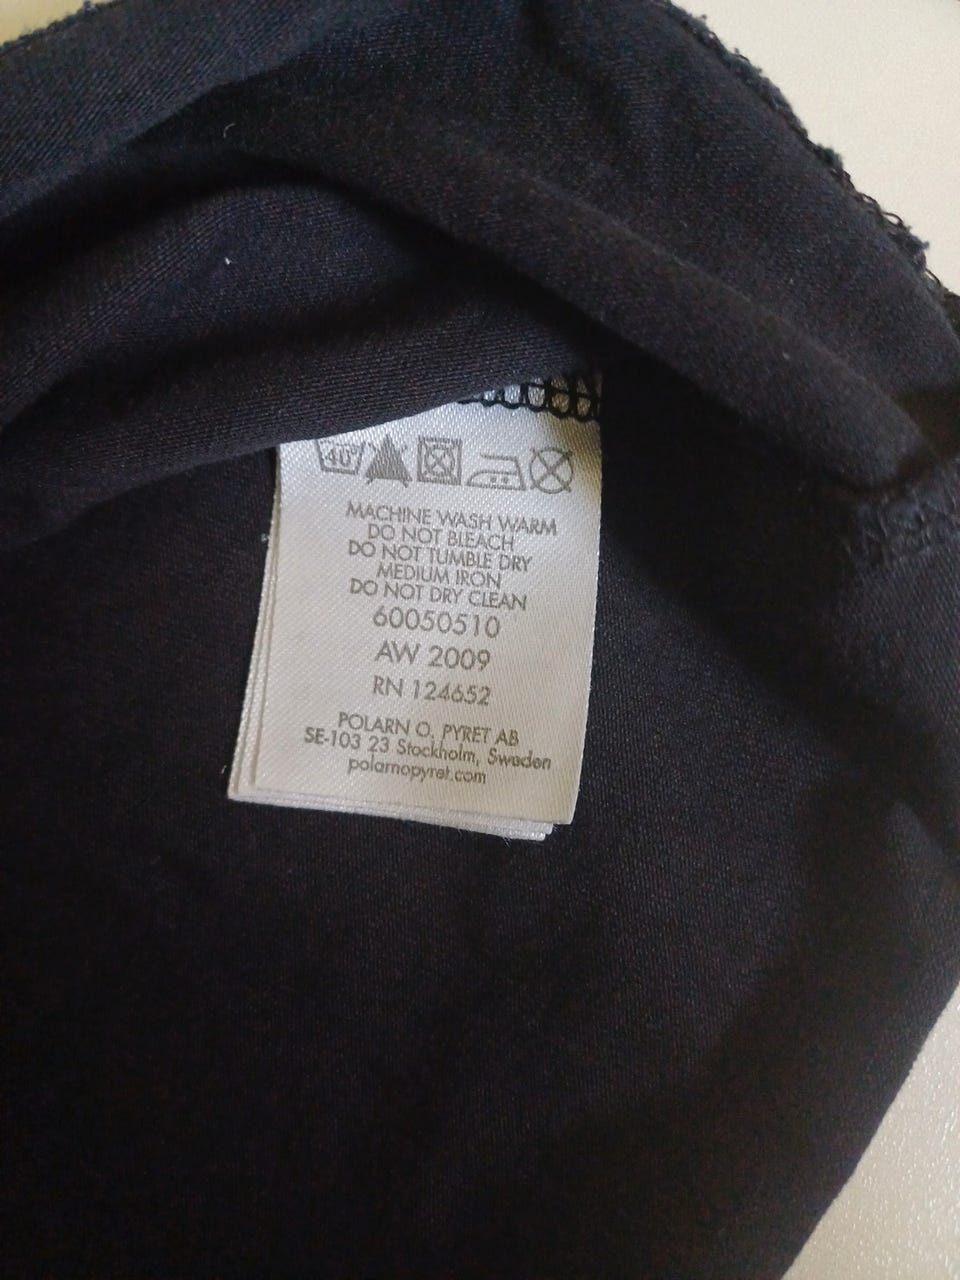 40°
MACHINE WASH WARM
DO NOT BLEACH
DO NOT TUMBLE DRY
MEDIUM IRON
DO NOT DRY CLEAN
60050510
AW 2009
RN 124652
POLARN O. PYRET AB
SE-103 23 Stockholm, Sweden
polarnopyret.com